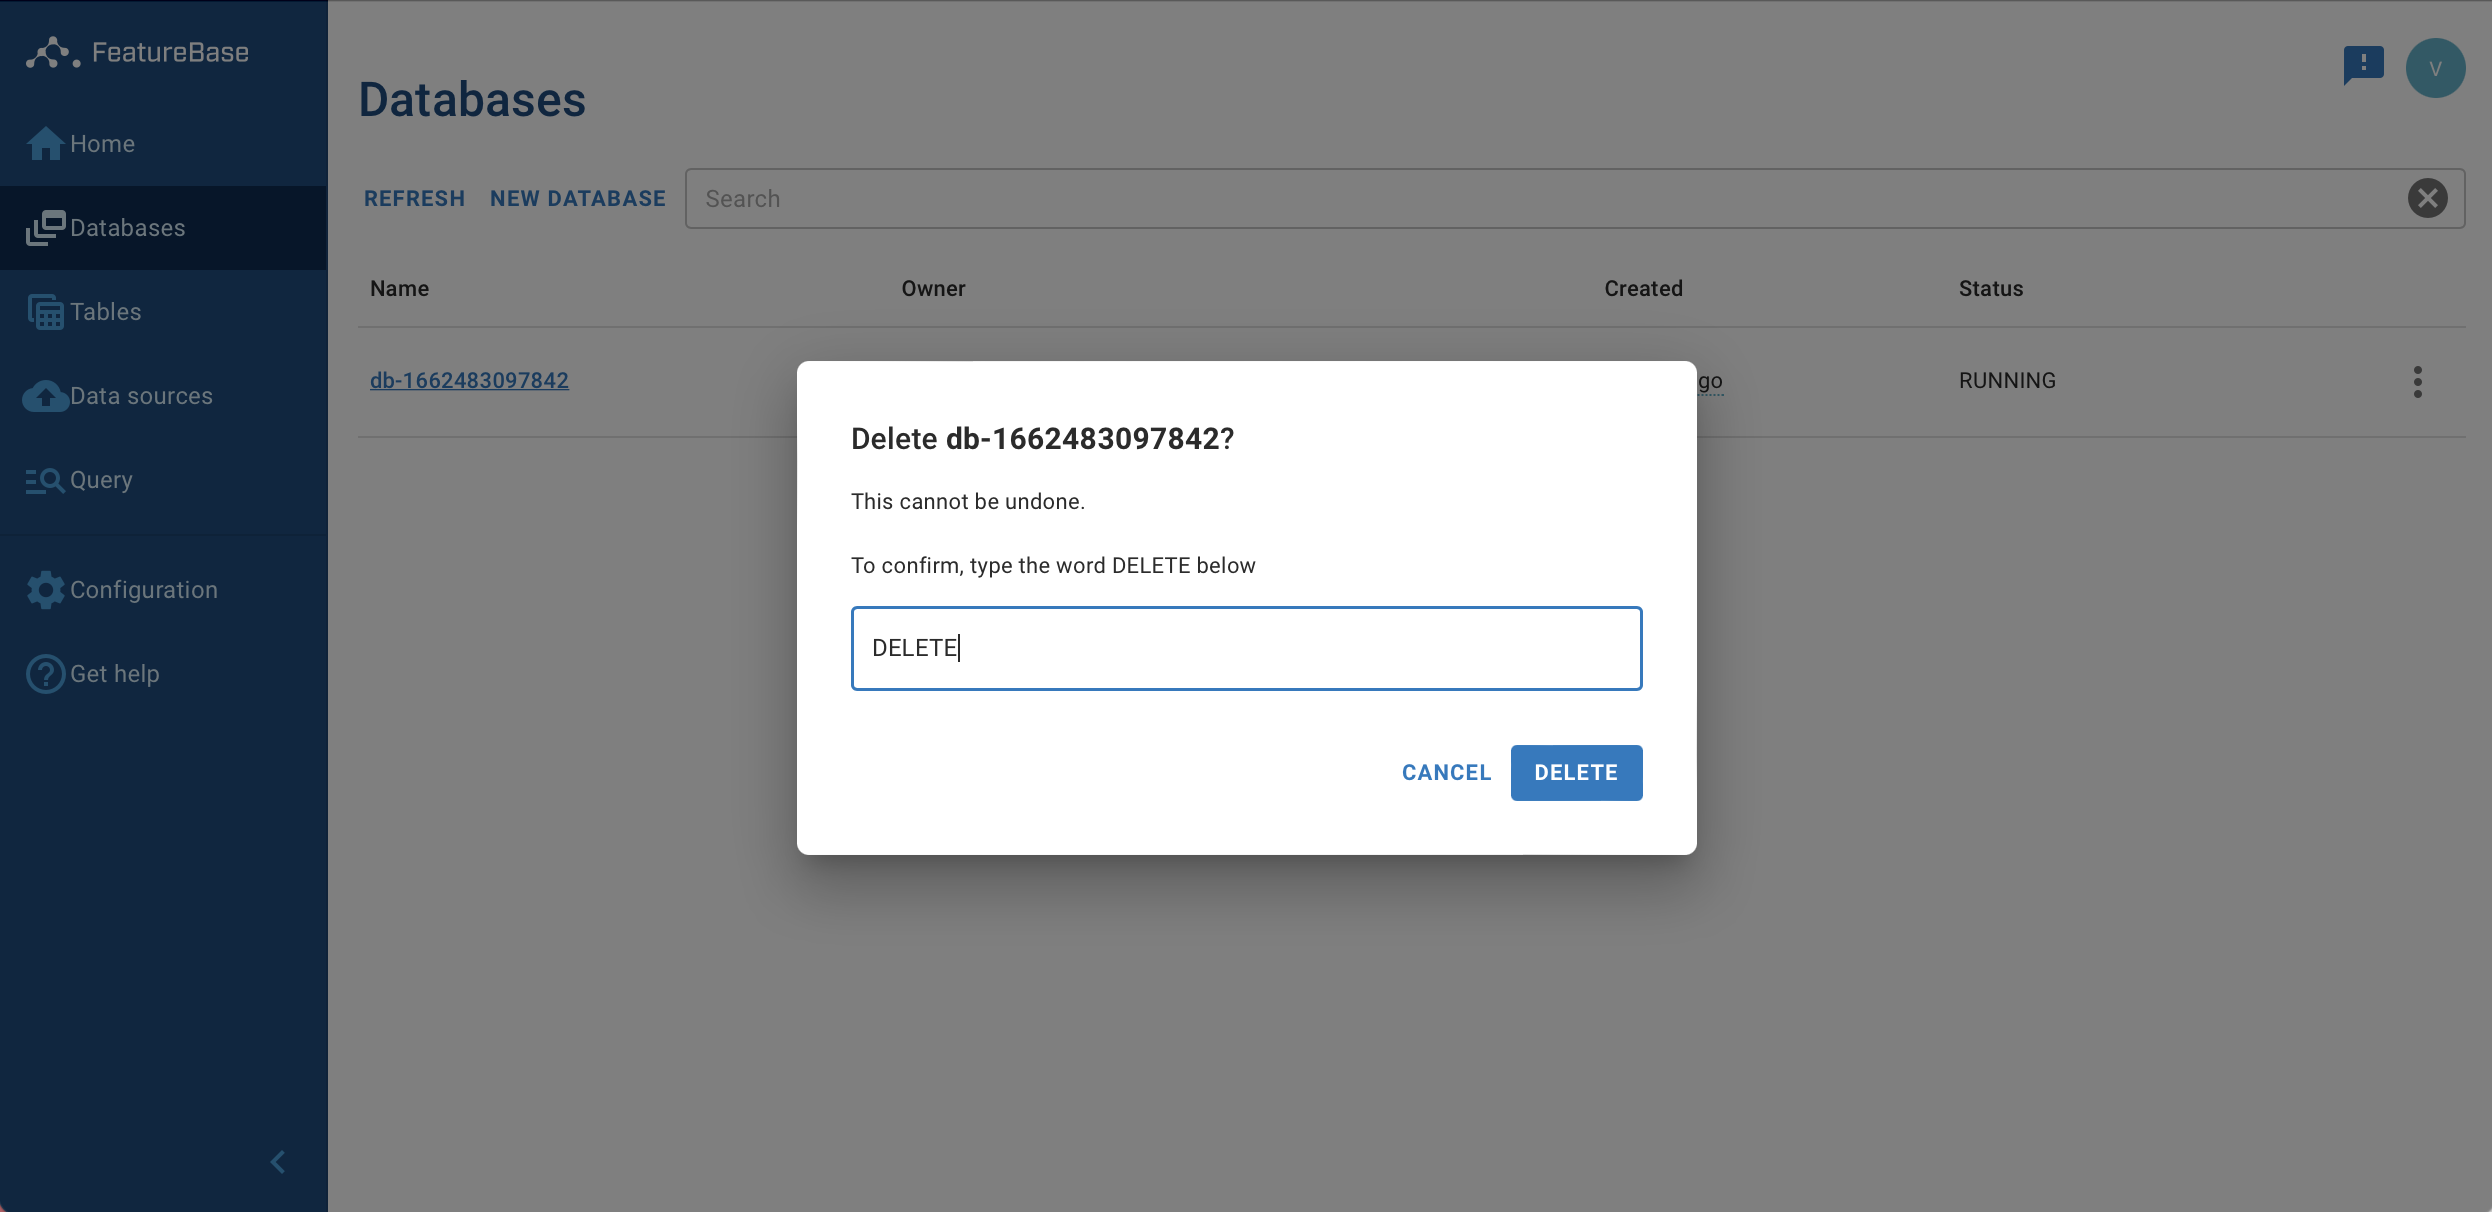 FeatureBase
Home
Databases
Tables
Data sources
Query
Configuration
Get help
Databases
V
REFRESH NEW DATABASE Search
Name Owner Created Status
db-1662483097842 go RUNNING
Delete db-1662483097842?
This cannot be undone.
To confirm, type the word DELETE below
DELETE
CANCEL DELETE